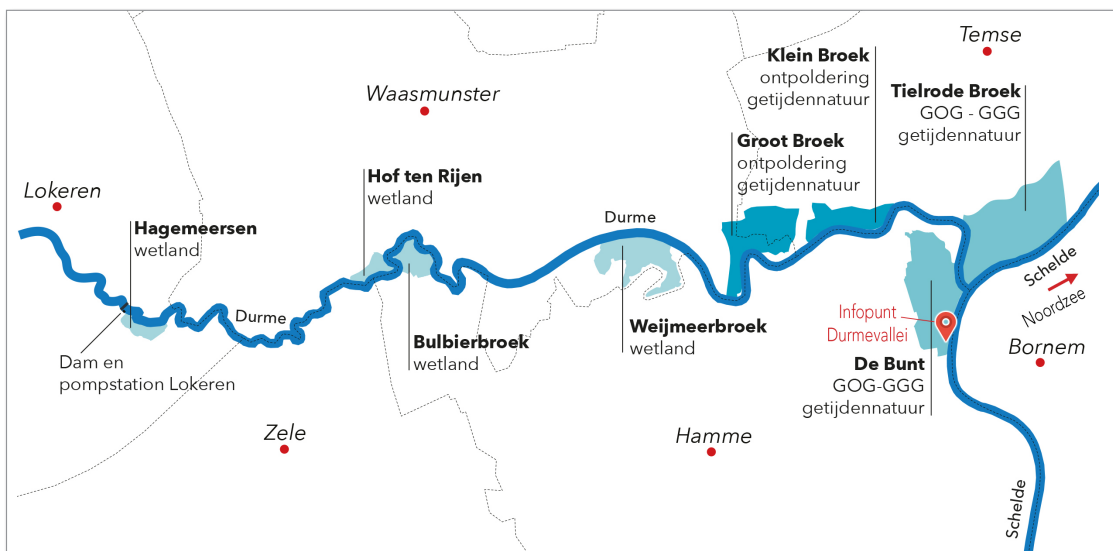 Temse
Klein Broek
ontpoldering
getijdennatuur
Tielrode Broek
GOG - GGG
getijdennatuur
Waasmunster
Groot Broek
ontpoldering
getijdennatuur
Hof ten Rijen
wetland
Lokeren
Hagemeersen
wetland
Durme
Schelde
Noordzee
Durme
Infopunt
Durmevallei
Weijmeerbroek
wetland
Bulbierbroek
wetland
Bornem
Dam en
pompstation Lokeren
De Bunt
GOG-GGG
getijdennatuur
Zele
Hamme
Schelde